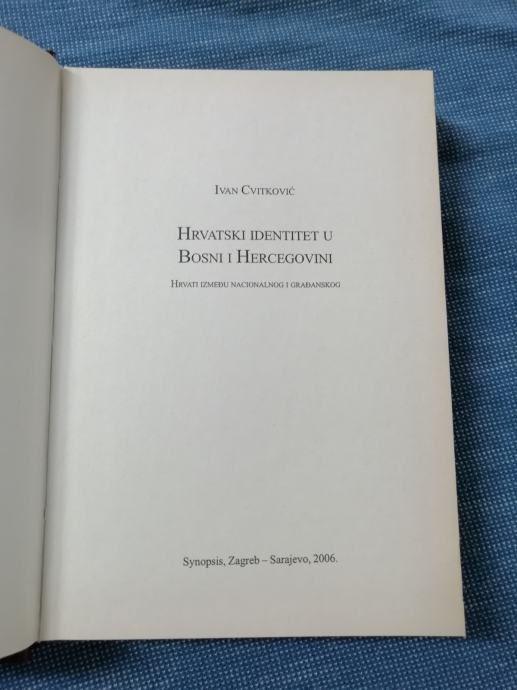 Ivan Cvitković
Hrvatski identitet u
Bosni i Hercegovini
Hrvati između nacionalnog i građanskog
Synopsis, Zagreb – Sarajevo, 2006.